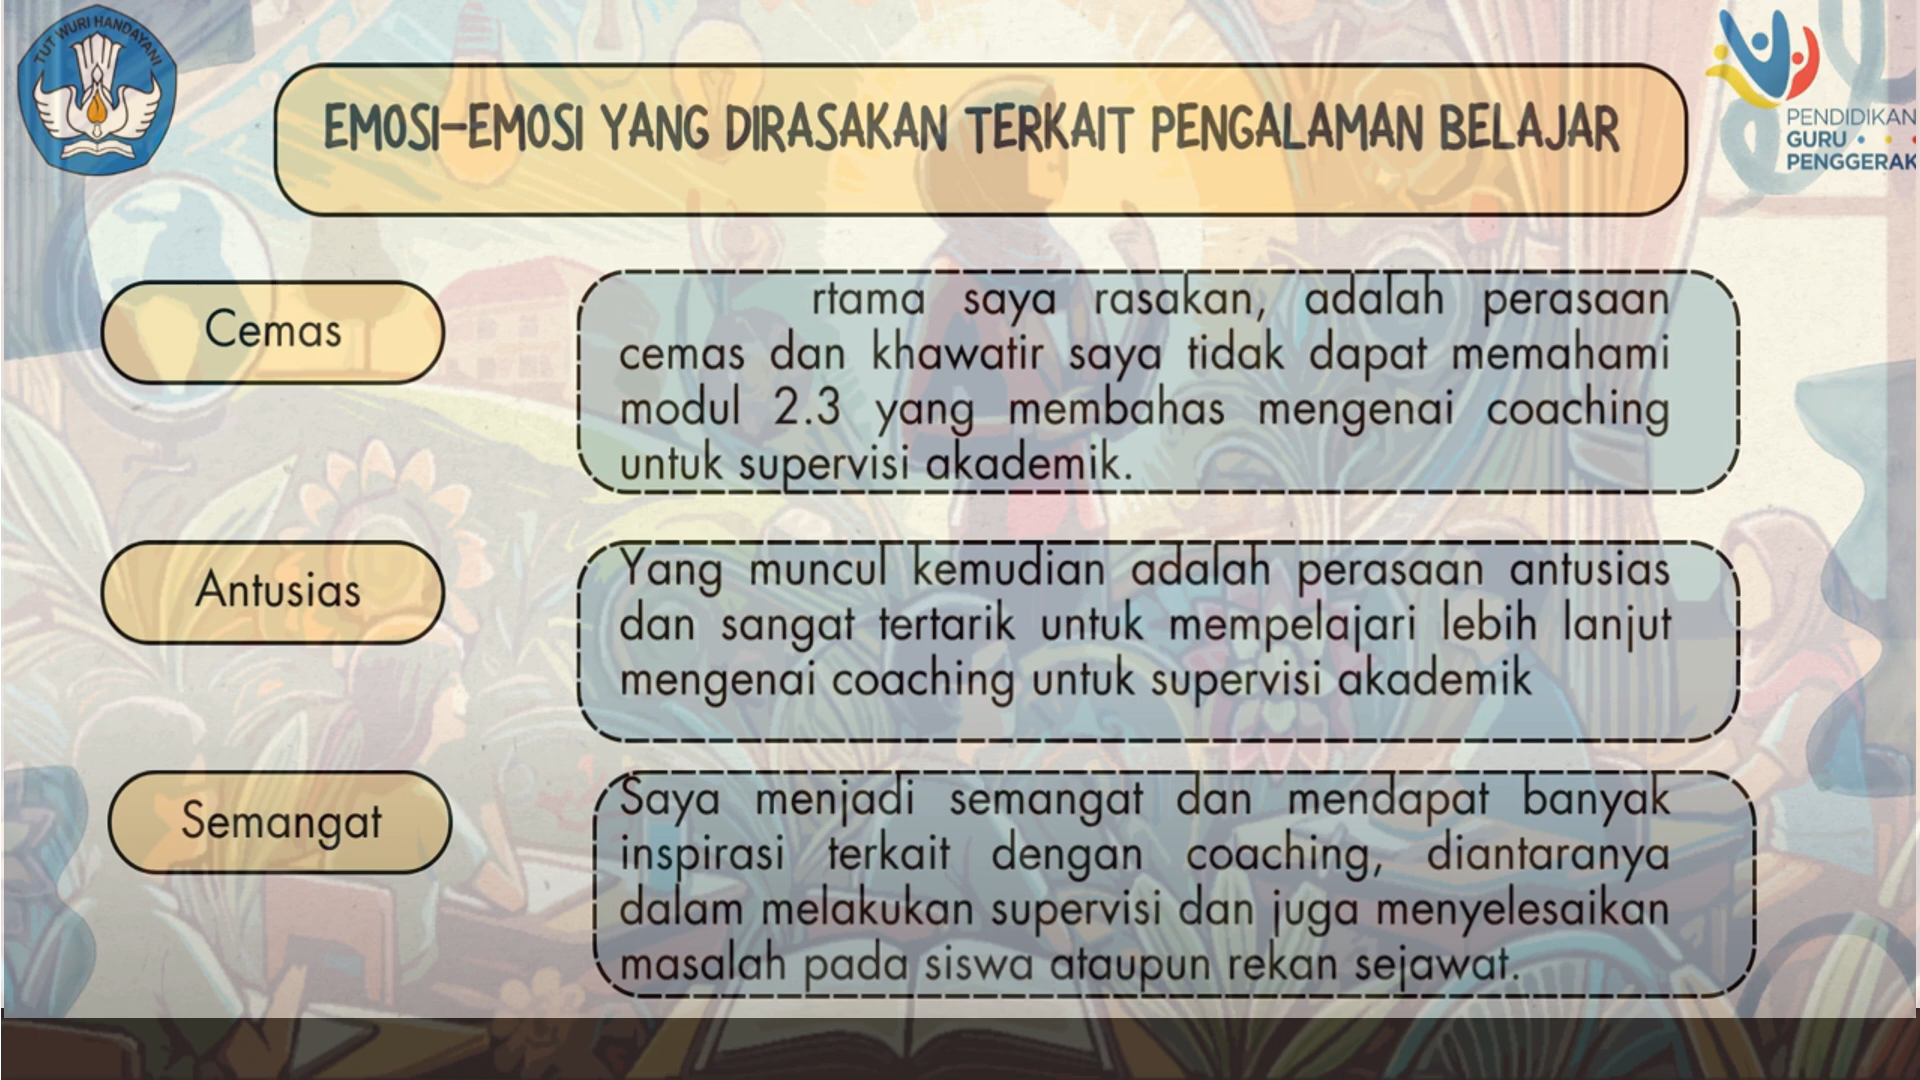 TUT WURI HANDAYANI
PENDIDIKAN
GURU
PENGGERAK
EMOSI-EMOSI YANG DIRASAKAN TERKAIT PENGALAMAN BELAJAR
Cemas
rtama saya rasakan, adalah perasaan
cemas dan khawatir saya tidak dapat memahami
modul 2.3 yang membahas mengenai coaching
untuk supervisi akademik.
Antusias
Yang muncul kemudian adalah perasaan antusias
dan sangat tertarik untuk mempelajari lebih lanjut
mengenai coaching untuk supervisi akademik
Semangat
Saya menjadi semangat dan mendapat banyak
inspirasi terkait dengan coaching, diantaranya
dalam melakukan supervisi dan juga menyelesaikan
masalah pada siswa ataupun rekan sejawat.